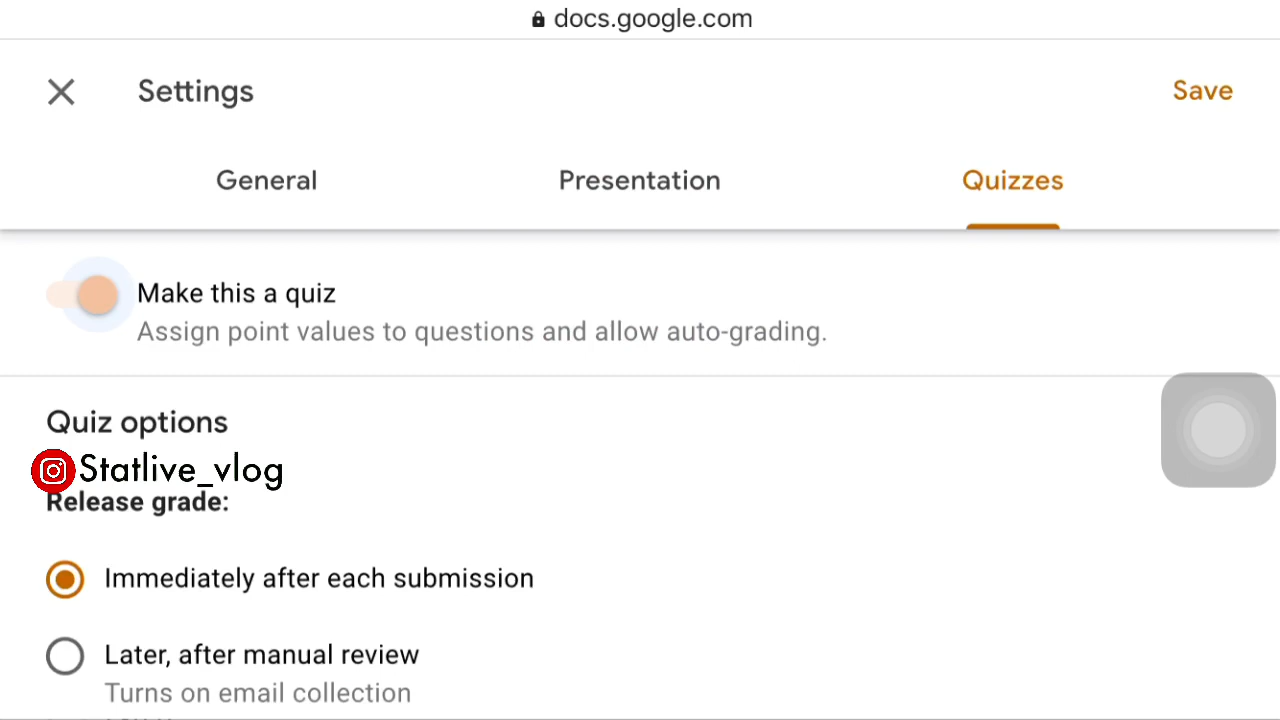 docs.google.com
Settings
Save
General
Presentation
Quizzes
Make this a quiz
Assign point values to questions and allow auto-grading.
Quiz options
Statlive_vlog
Release grade:
Immediately after each submission
Later, after manual review
Turns on email collection